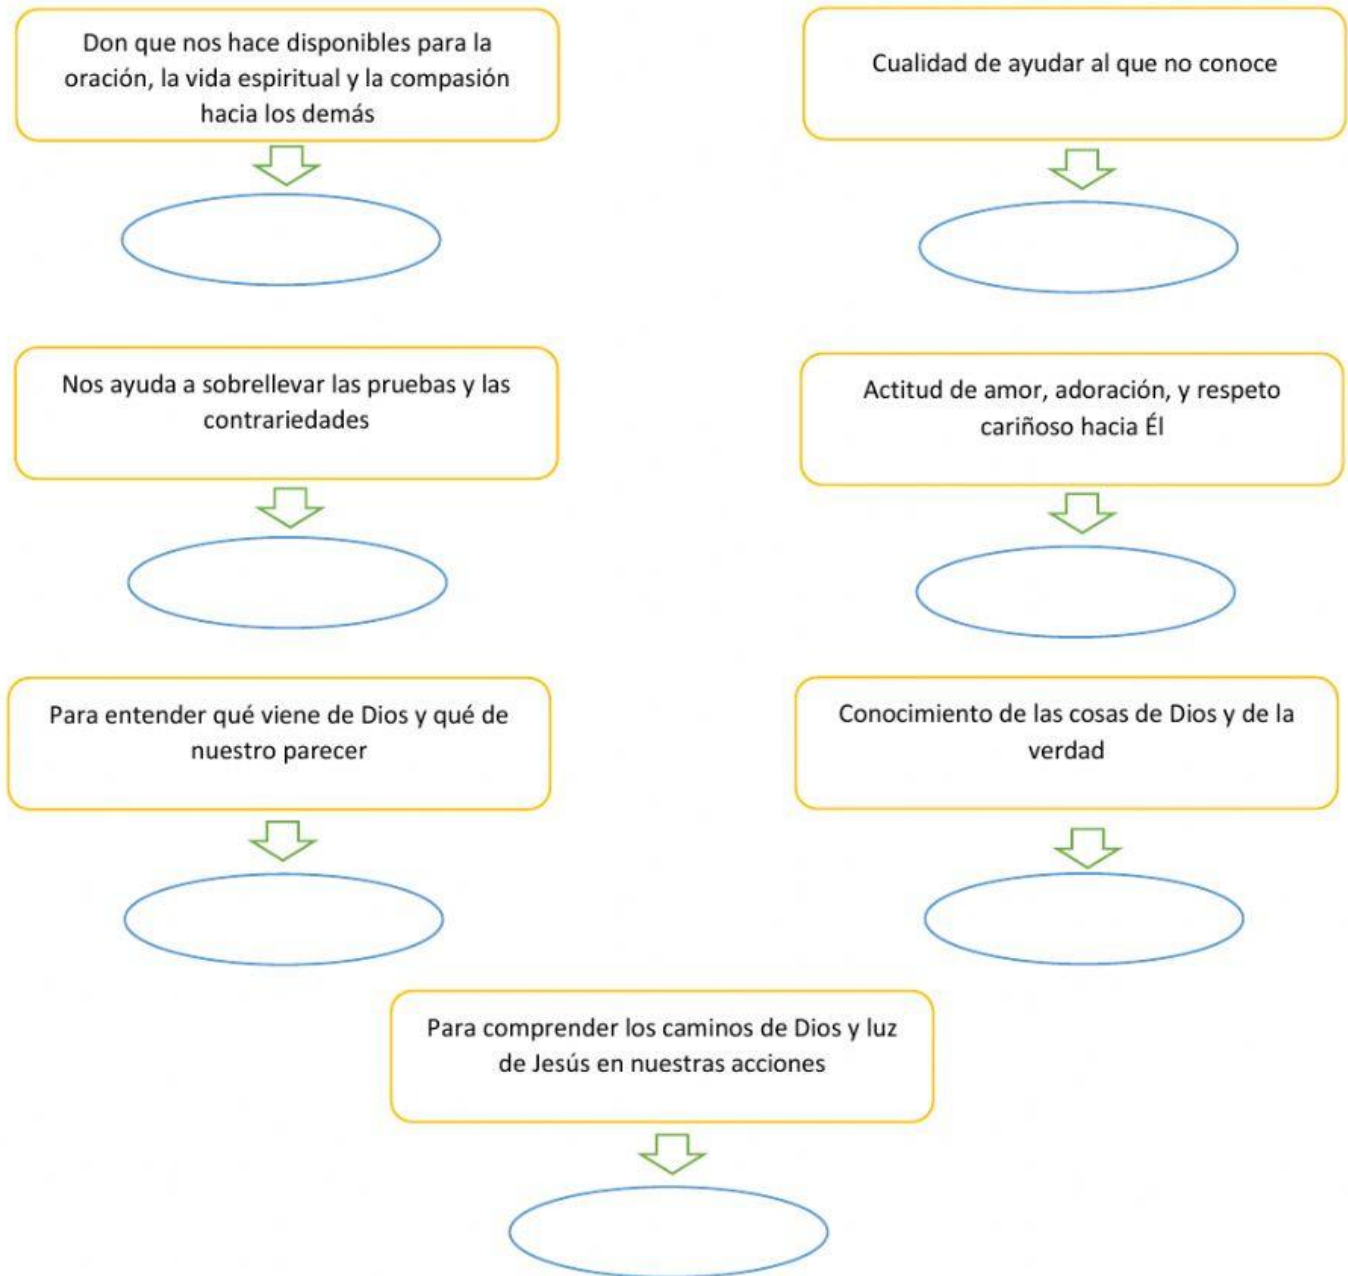 Don que nos hace disponibles para la
oración, la vida espiritual y la compasión
hacia los demás
Cualidad de ayudar al que no conoce
Nos ayuda a sobrellevar las pruebas y las
contrariedades
Actitud de amor, adoración, y respeto
cariñoso hacia Él
Para entender qué viene de Dios y qué de
nuestro parecer
Conocimiento de las cosas de Dios y de la
verdad
Para comprender los caminos de Dios y luz
de Jesús en nuestras acciones